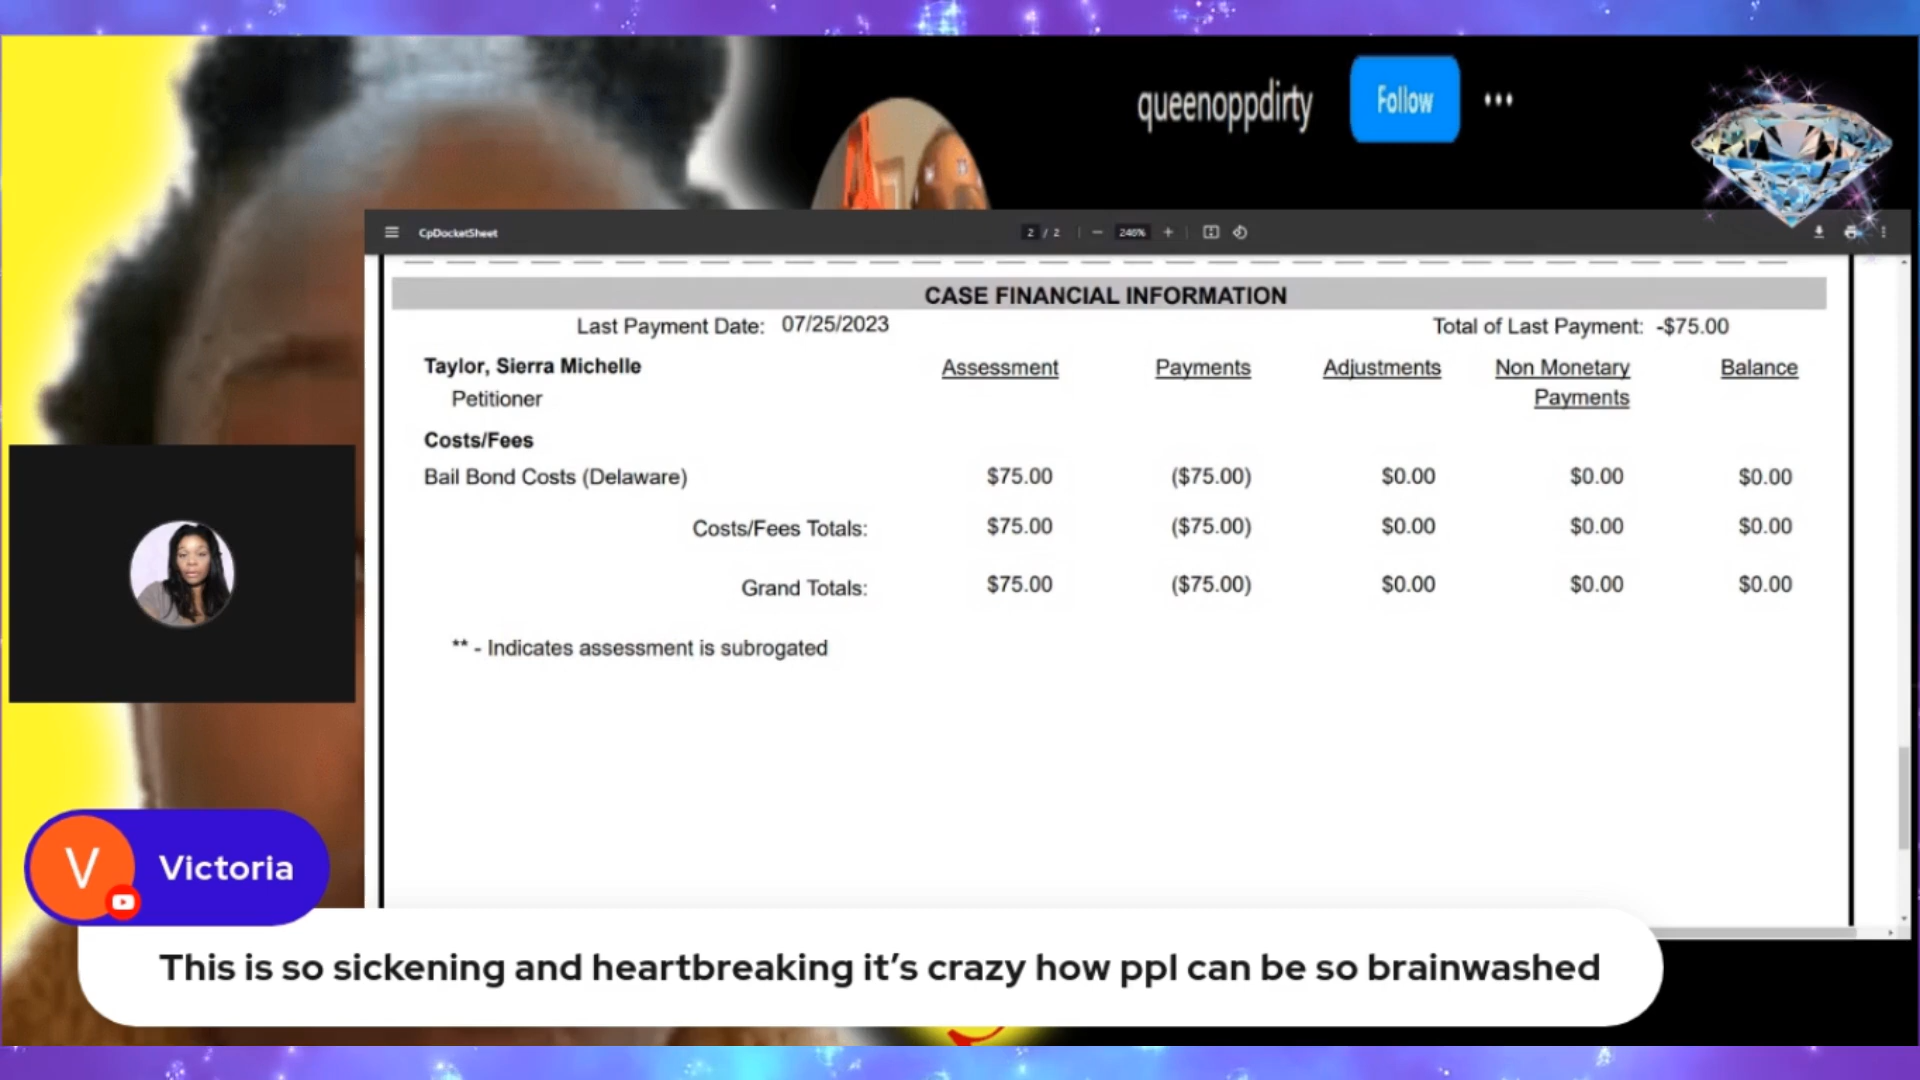 queenoppdirty
Follow
CpDocketSheet
2 / 2
246%
CASE FINANCIAL INFORMATION
Last Payment Date: 07/25/2023 Total of Last Payment: -$75.00
Taylor, Sierra Michelle Assessment Payments Adjustments Non Monetary Payments Balance
Petitioner
Costs/Fees
Bail Bond Costs (Delaware) $75.00 ($75.00) $0.00 $0.00 $0.00
Costs/Fees Totals: $75.00 ($75.00) $0.00 $0.00 $0.00
Grand Totals: $75.00 ($75.00) $0.00 $0.00 $0.00
** - Indicates assessment is subrogated
V
Victoria
This is so sickening and heartbreaking it’s crazy how ppl can be so brainwashed